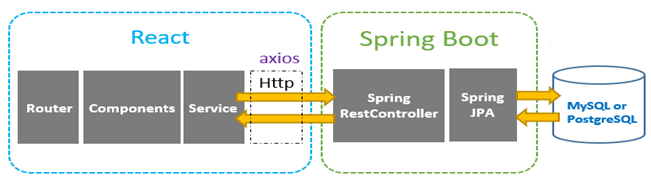 React
Spring Boot
axios
Http
Router
Components
Service
Spring
RestController
Spring
JPA
MySQL or
PostgreSQL